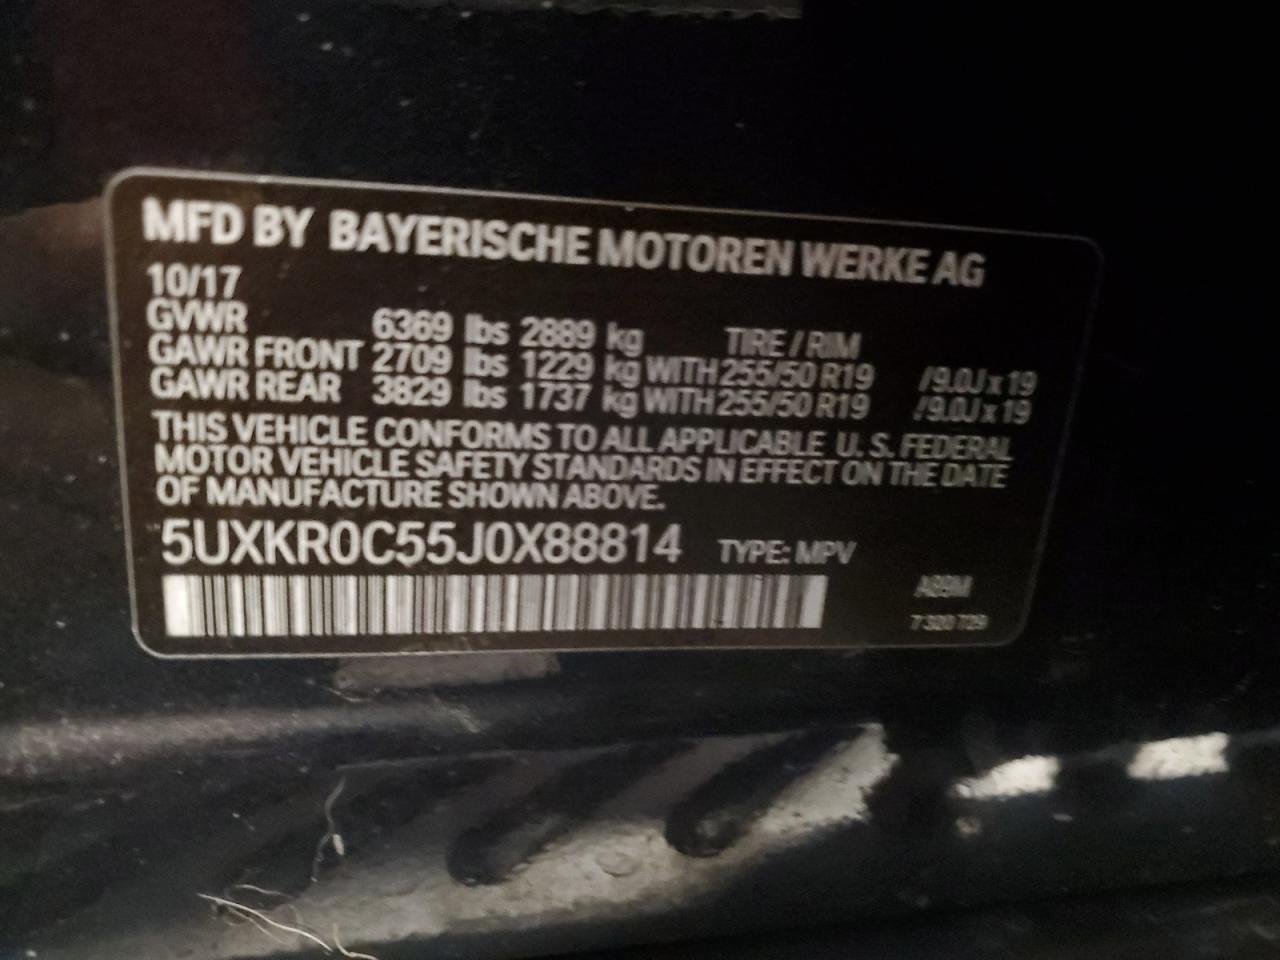 MFD BY BAYERISCHE MOTOREN WERKE AG
10/17
GVWR 6369 lbs 2889 kg TIRE / RIM
GAWR FRONT 2709 lbs 1229 kg WITH 255/50 R19 /9.0J x 19
GAWR REAR 3829 lbs 1737 kg WITH 255/50 R19 /9.0J x 19
THIS VEHICLE CONFORMS TO ALL APPLICABLE U. S. FEDERAL
MOTOR VEHICLE SAFETY STANDARDS IN EFFECT ON THE DATE
OF MANUFACTURE SHOWN ABOVE.
5UXKR0C55J0X88814 TYPE: MPV
7 320 729